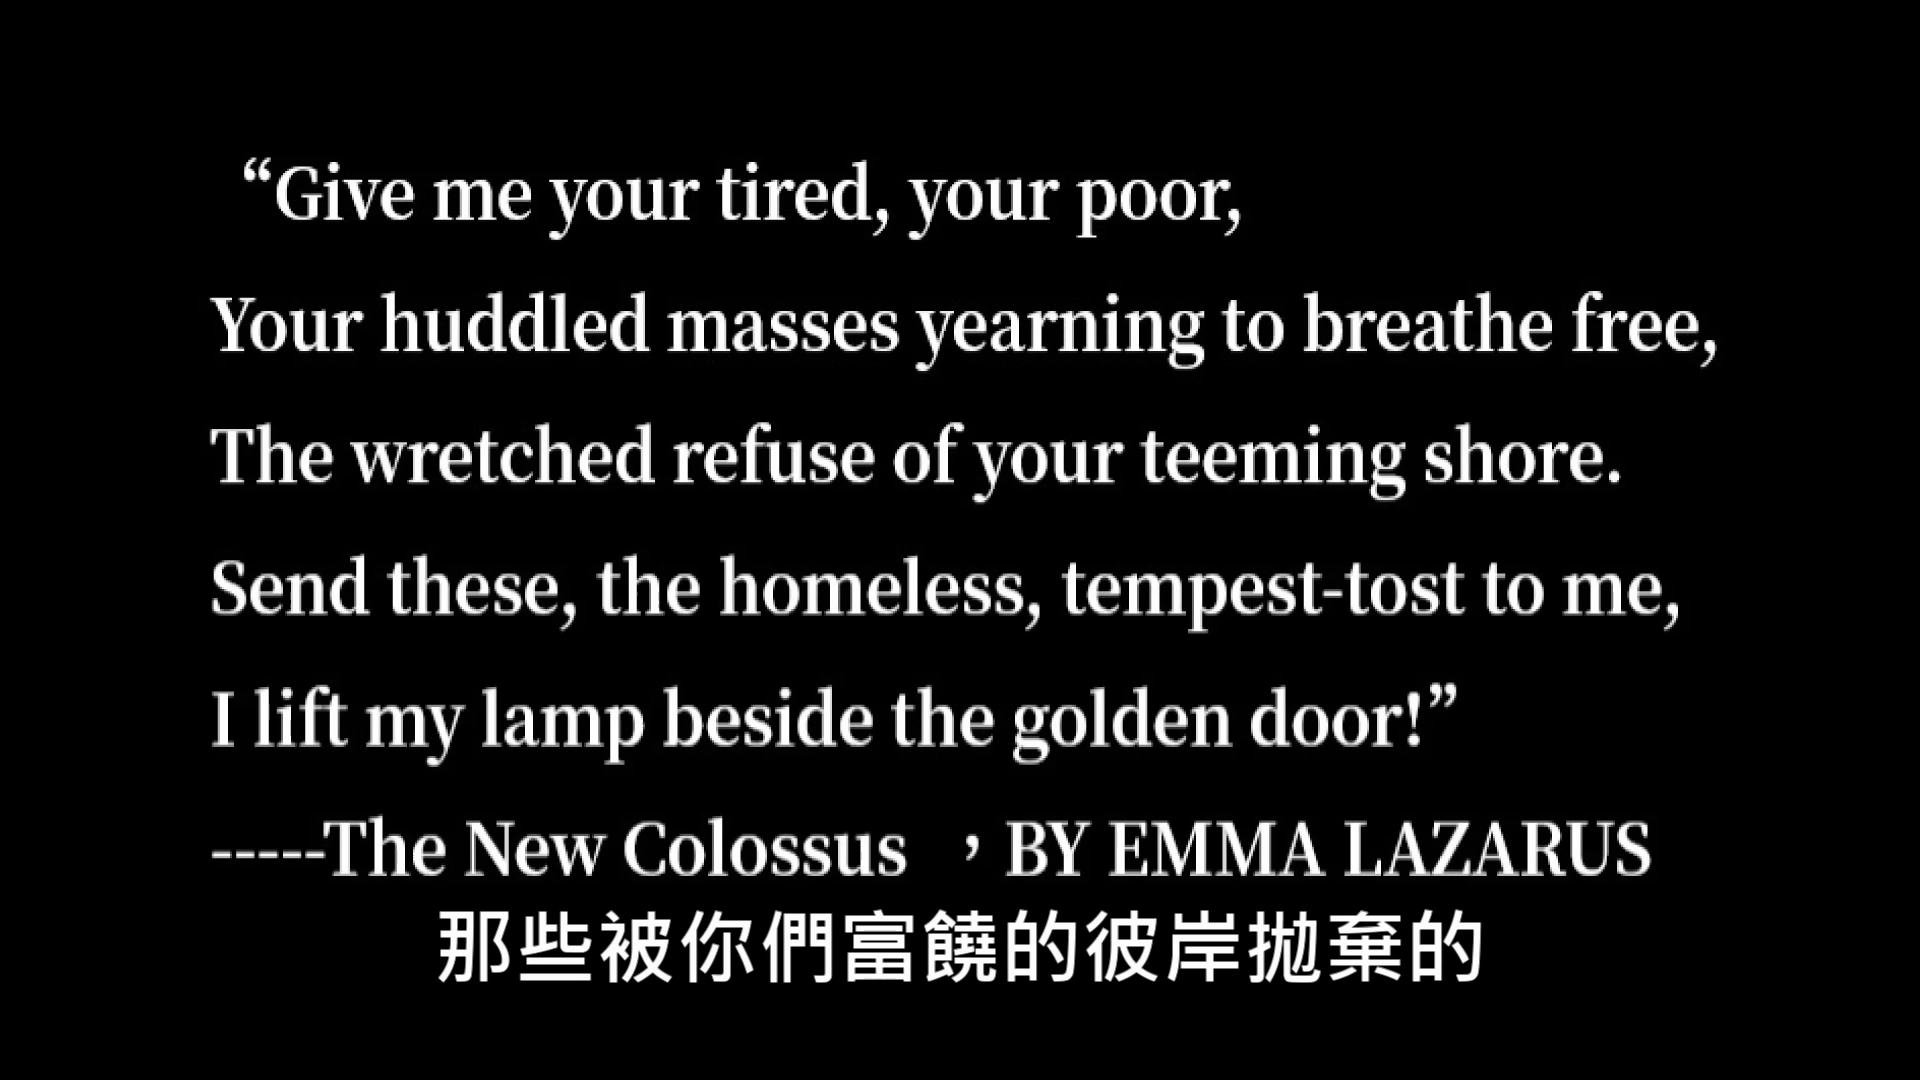 “Give me your tired, your poor,
Your huddled masses yearning to breathe free,
The wretched refuse of your teeming shore.
Send these, the homeless, tempest-tost to me,
I lift my lamp beside the golden door!”
-----The New Colossus ，BY EMMA LAZARUS
那些被你們富饒的彼岸拋棄的